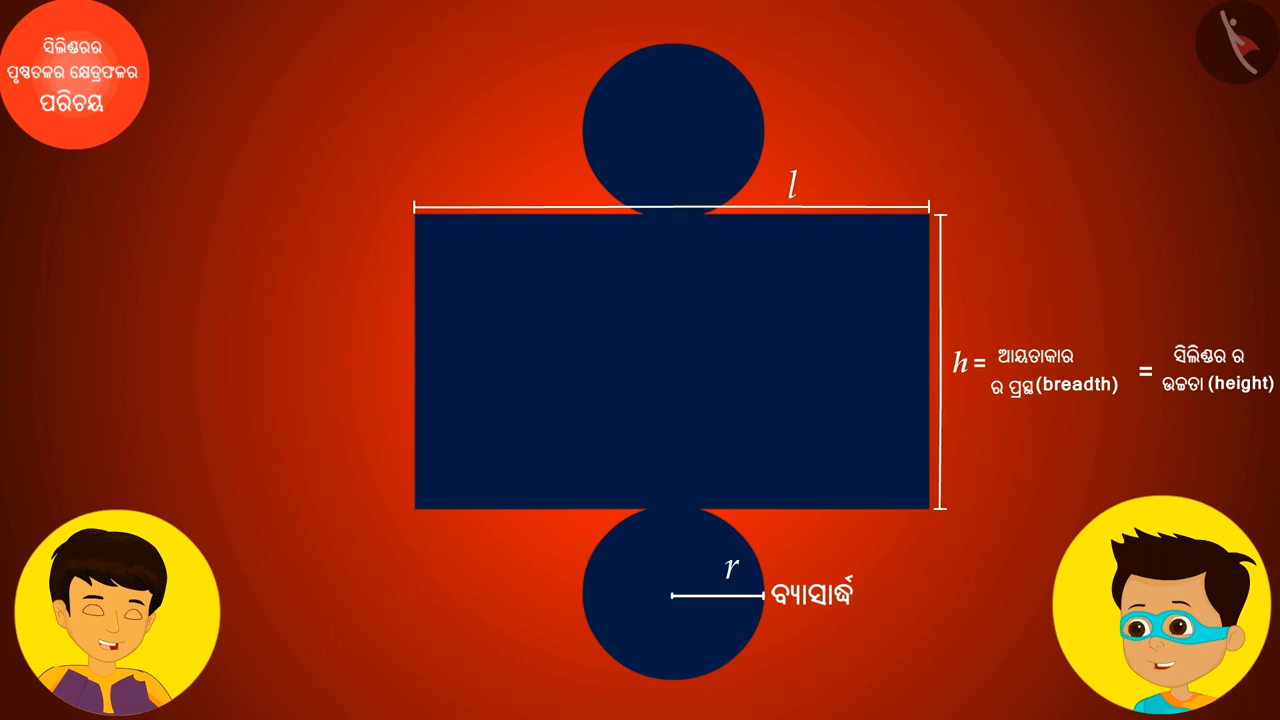 ସିଲିଣ୍ଡରର
ପୃଷ୍ଠତଳର କ୍ଷେତ୍ରଫଳର
ପରିଚୟ
l
h = ଆୟତାକାର
ର ପ୍ରସ୍ଥ (breadth)
= ସିଲିଣ୍ଡର ର
ଉଚ୍ଚତା (height)
r
ବ୍ୟାସାର୍ଦ୍ଧ